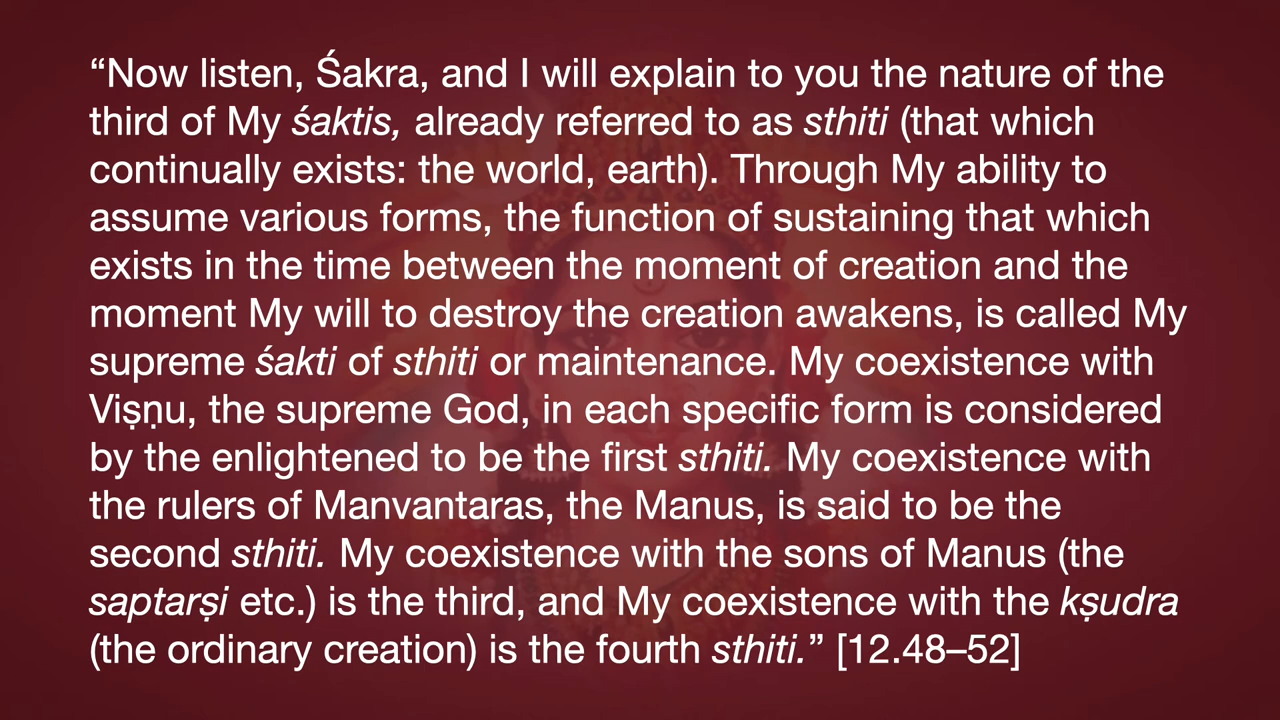 “Now listen, Śakra, and I will explain to you the nature of the
third of My śaktis, already referred to as sthiti (that which
continually exists: the world, earth). Through My ability to
assume various forms, the function of sustaining that which
exists in the time between the moment of creation and the
moment My will to destroy the creation awakens, is called My
supreme śakti of sthiti or maintenance. My coexistence with
Viṣṇu, the supreme God, in each specific form is considered
by the enlightened to be the first sthiti. My coexistence with
the rulers of Manvantaras, the Manus, is said to be the
second sthiti. My coexistence with the sons of Manus (the
saptarṣi etc.) is the third, and My coexistence with the kṣudra
(the ordinary creation) is the fourth sthiti.” [12.48–52]